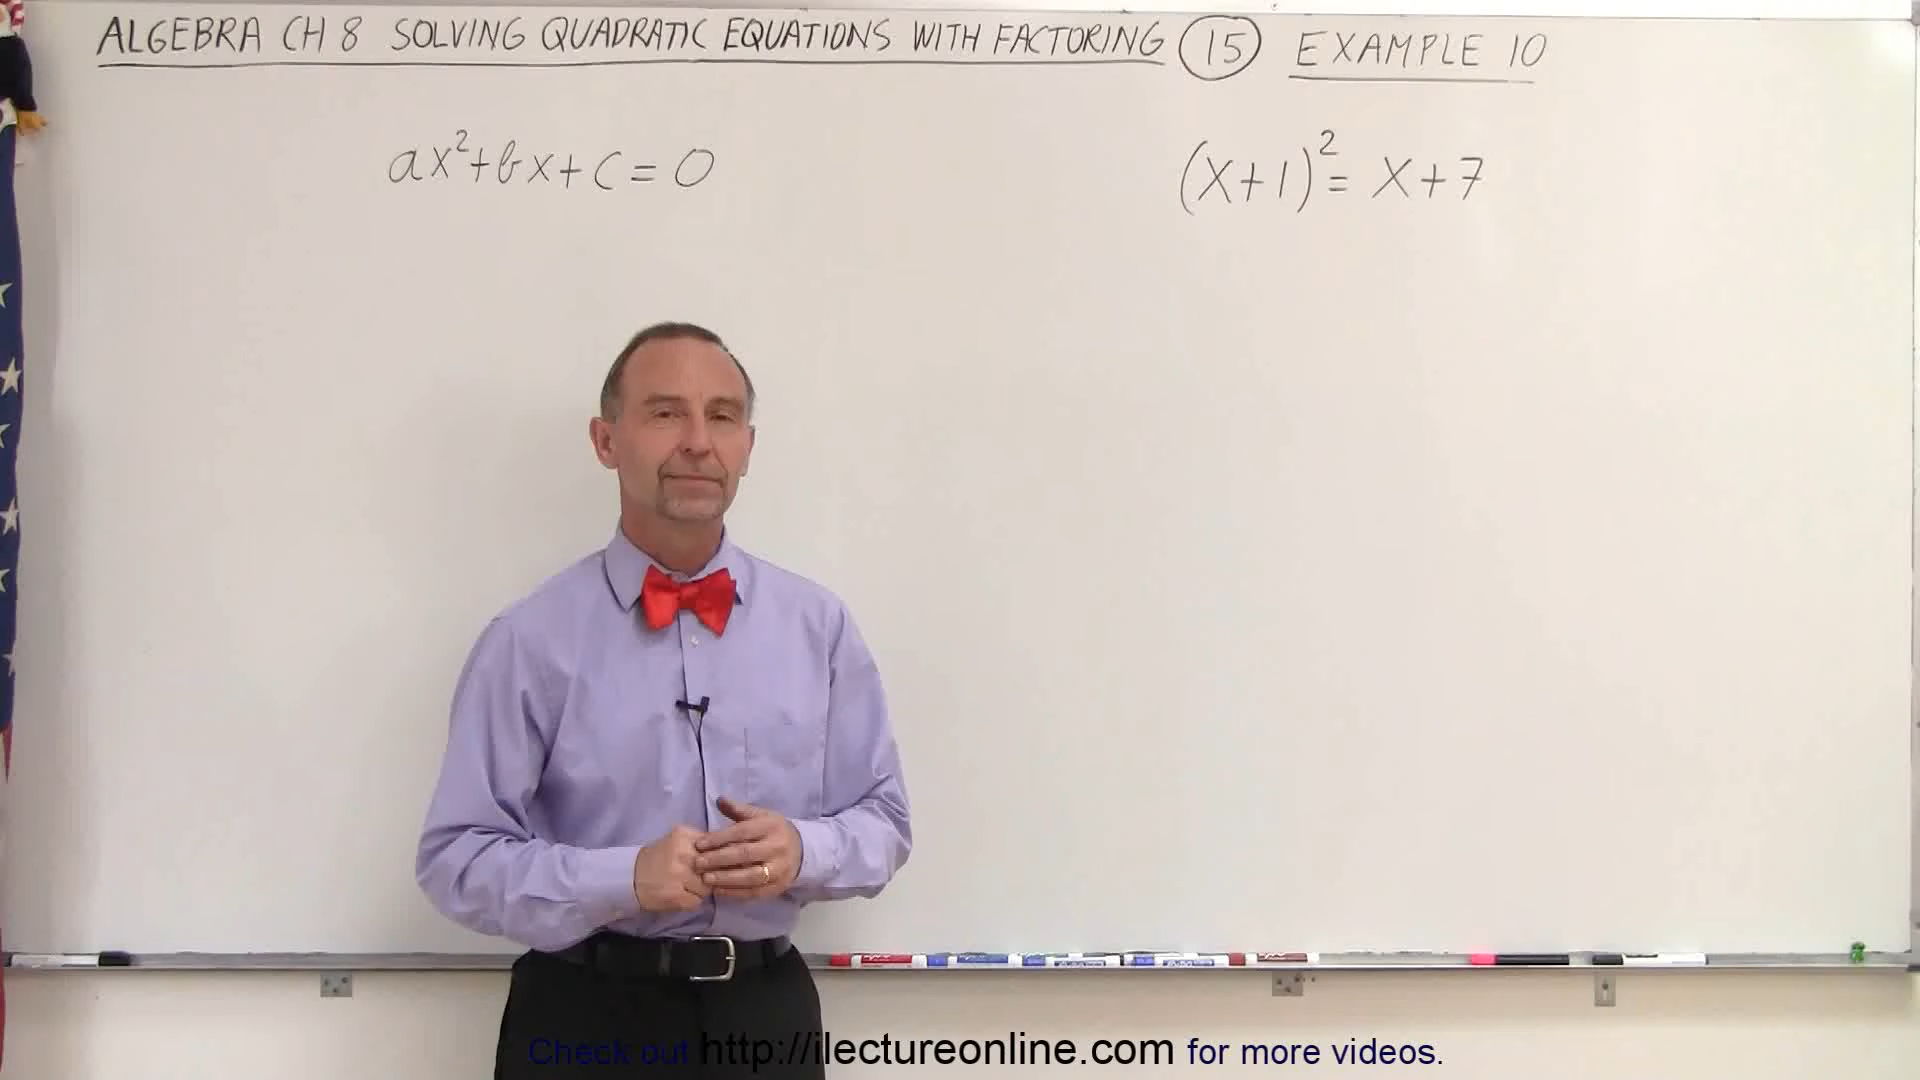 ALGEBRA CH 8 SOLVING QUADRATIC EQUATIONS WITH FACTORING 15 EXAMPLE 10
ax²+bx+c=0
(x+1)²=x+7
Check out http://ilectureonline.com for more videos.